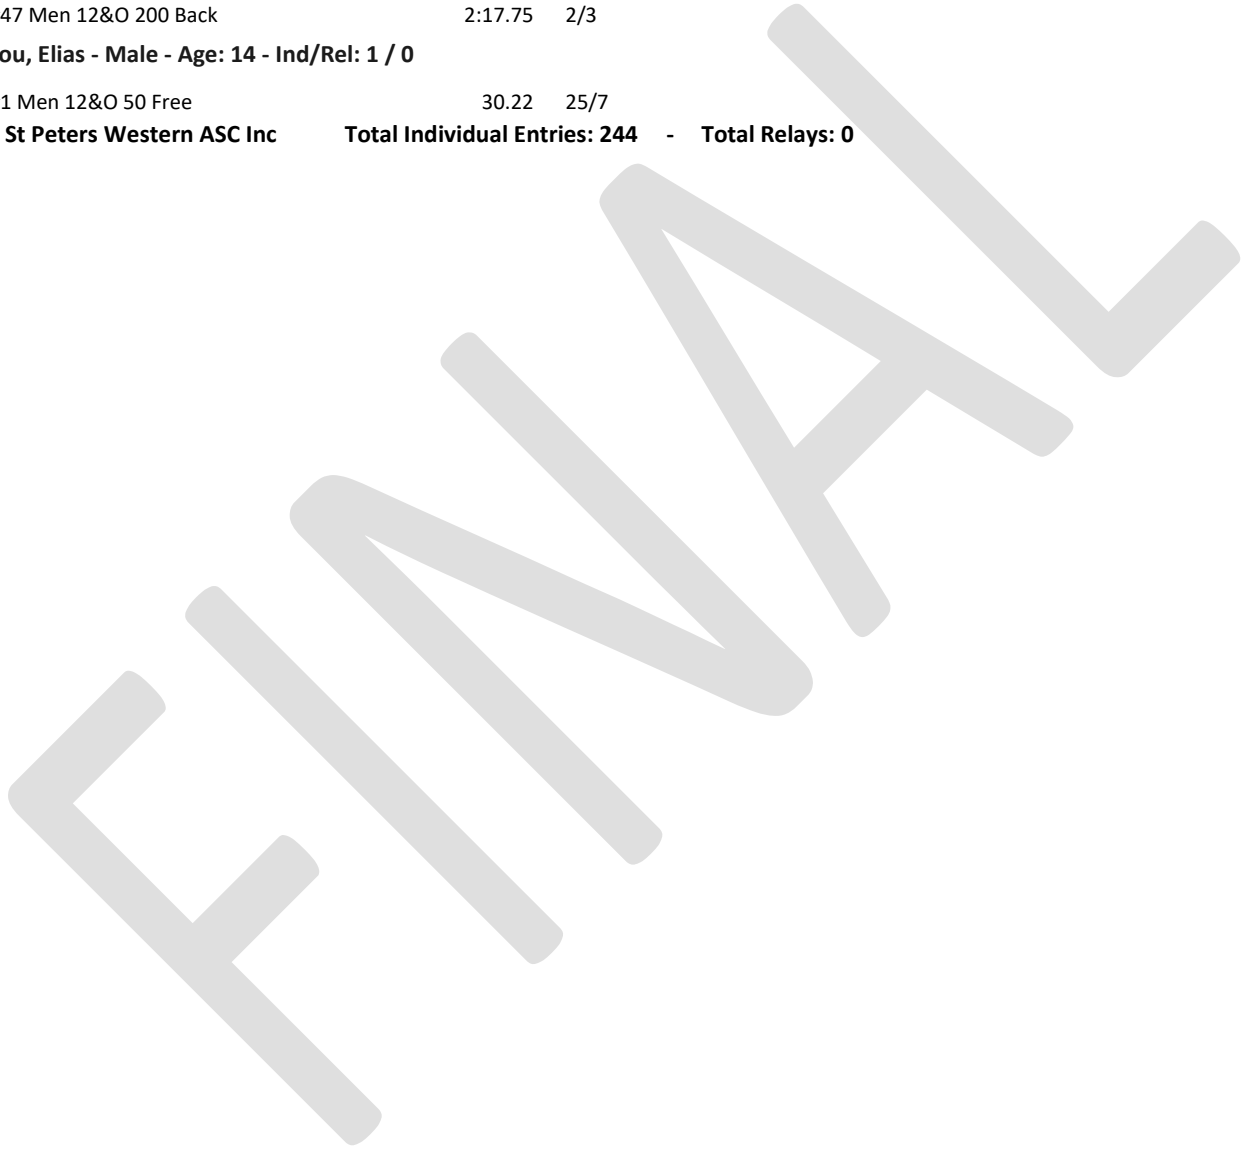 47 Men 12&O 200 Back 2:17.75 2/3
ou, Elias - Male - Age: 14 - Ind/Rel: 1 / 0
1 Men 12&O 50 Free 30.22 25/7
St Peters Western ASC Inc Total Individual Entries: 244 - Total Relays: 0
FINAL